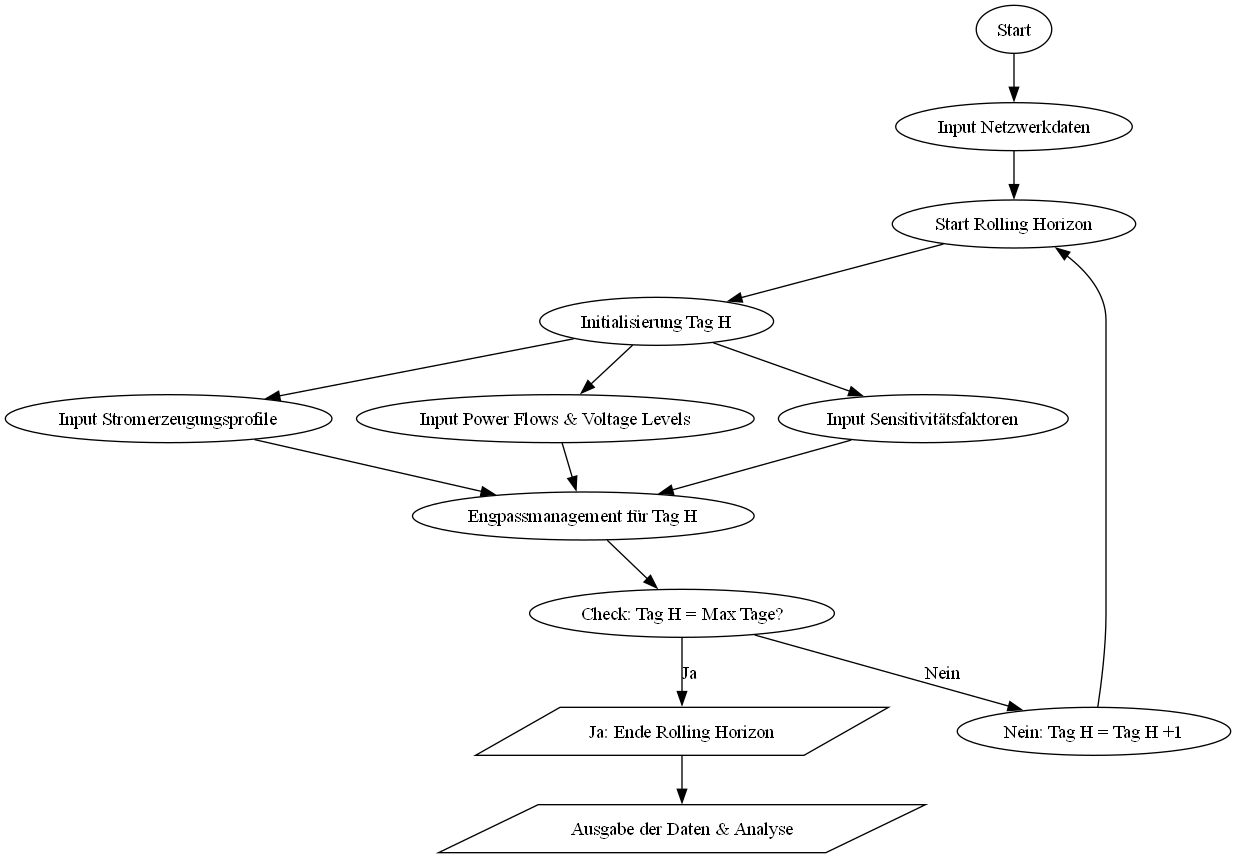 Start
Input Netzwerkdaten
Start Rolling Horizon
Initialisierung Tag H
Input Stromerzeugungsprofile
Input Power Flows & Voltage Levels
Input Sensitivitätsfaktoren
Engpassmanagement für Tag H
Check: Tag H = Max Tage?
Ja
Nein
Ja: Ende Rolling Horizon
Nein: Tag H = Tag H +1
Ausgabe der Daten & Analyse